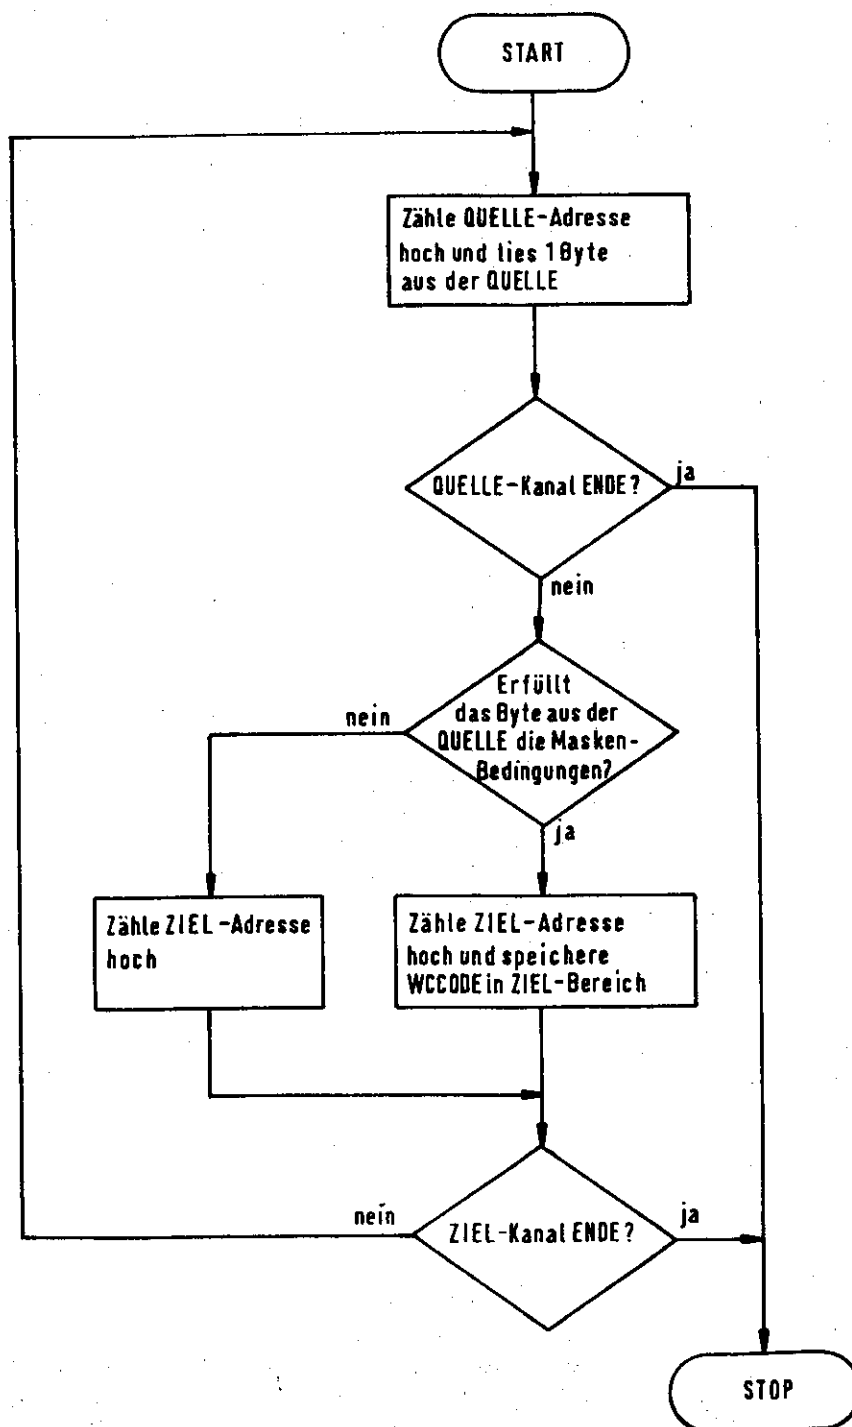 START
Zähle QUELLE-Adresse
hoch und lies 1 Byte
aus der QUELLE
QUELLE-Kanal ENDE?
ja
nein
Erfüllt
das Byte aus der
QUELLE die Masken-
Bedingungen?
nein
ja
Zähle ZIEL-Adresse
hoch
Zähle ZIEL-Adresse
hoch und speichere
WCCODE in ZIEL-Bereich
ZIEL-Kanal ENDE?
nein
ja
STOP